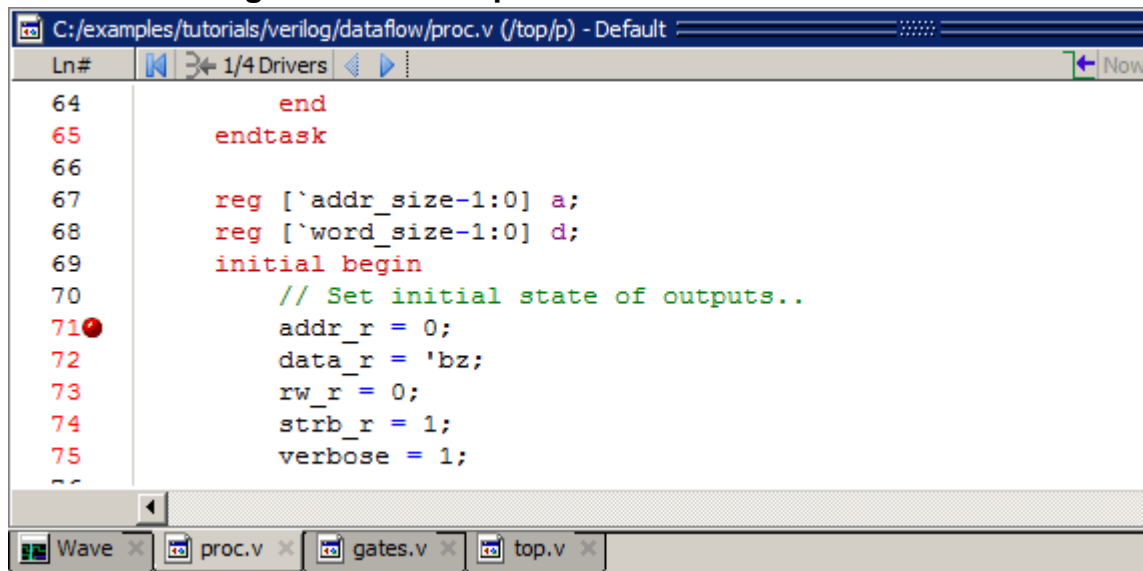 C:/examples/tutorials/verilog/dataflow/proc.v (/top/p) - Default
Ln# 1/4 Drivers Now
64 end
65 endtask
66
67 reg [`addr_size-1:0] a;
68 reg [`word_size-1:0] d;
69 initial begin
70 // Set initial state of outputs..
71 addr_r = 0;
72 data_r = 'bz;
73 rw_r = 0;
74 strb_r = 1;
75 verbose = 1;
Wave proc.v gates.v top.v